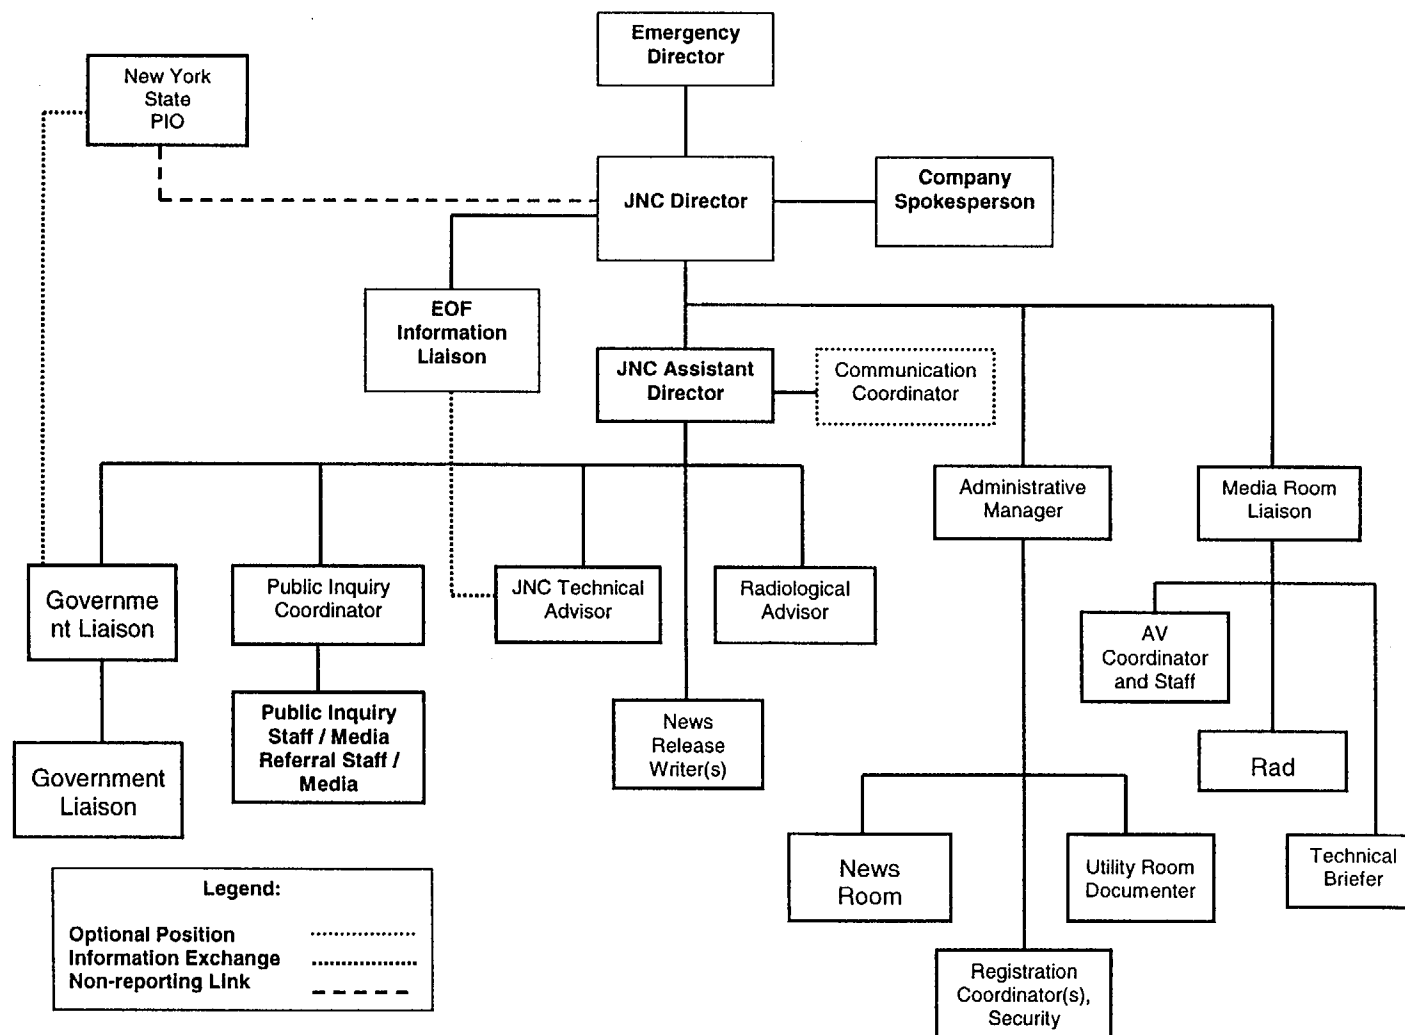 Emergency
Director
New York
State
PIO
JNC Director
Company
Spokesperson
EOF
Information
Liaison
JNC Assistant
Director
Communication
Coordinator
Administrative
Manager
Media Room
Liaison
Governme
nt Liaison
Public Inquiry
Coordinator
JNC Technical
Advisor
Radiological
Advisor
AV
Coordinator
and Staff
Government
Liaison
Public Inquiry
Staff / Media
Referral Staff /
Media
News
Release
Writer(s)
Rad
News
Room
Utility Room
Documenter
Technical
Briefer
Registration
Coordinator(s),
Security
Legend:
Optional Position
Information Exchange
Non-reporting Link